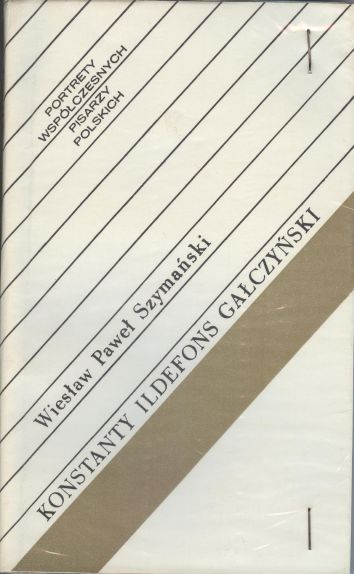 PORTRETY
WSPÓŁCZESNYCH
PISARZY
POLSKICH
Wiesław Paweł Szymański
KONSTANTY ILDEFONS GAŁCZYŃSKI